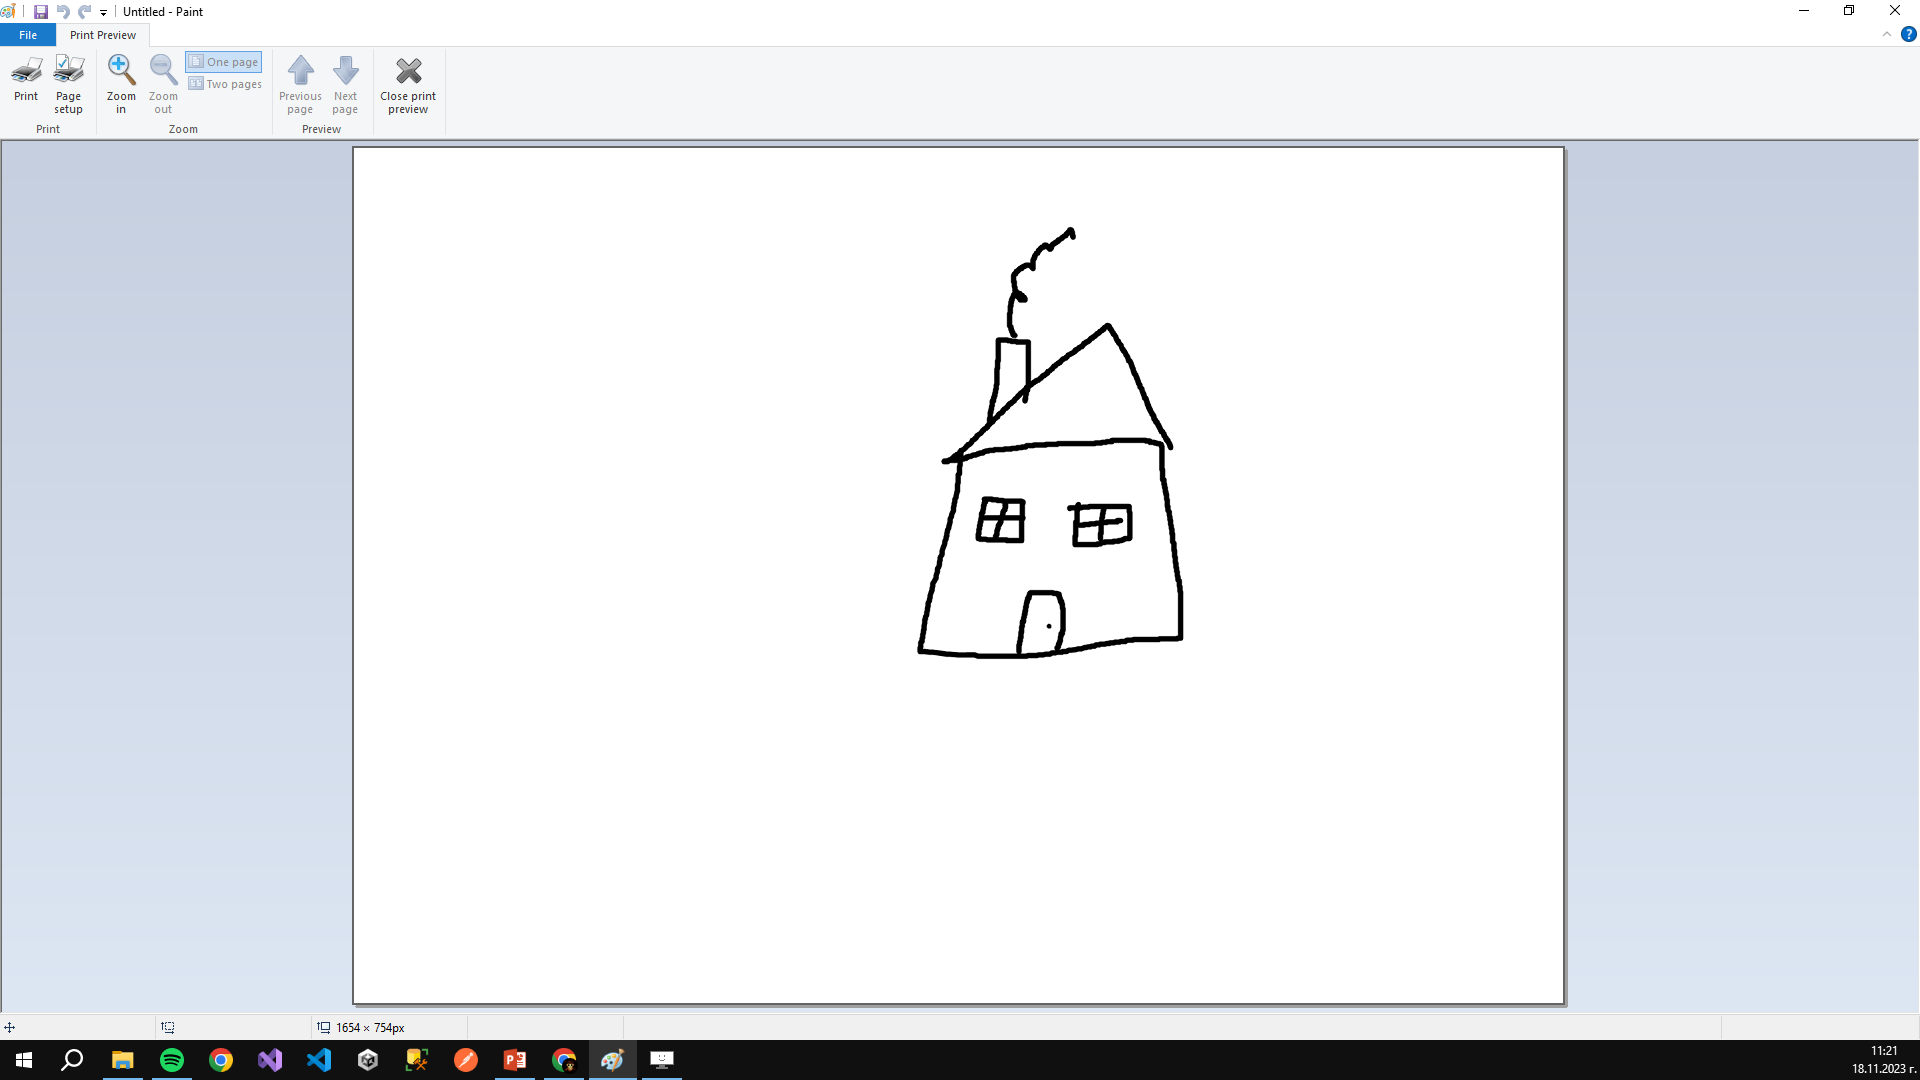 Untitled - Paint
File
Print Preview
Print
Page setup
Zoom in
Zoom out
One page
Two pages
Previous page
Next page
Close print preview
Print
Zoom
Preview
1654 × 754px
11:21
18.11.2023 г.